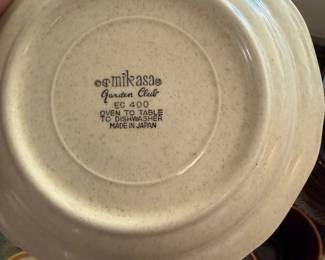 mikasa
Garden Club
EC 400
OVEN TO TABLE
TO DISHWASHER
MADE IN JAPAN